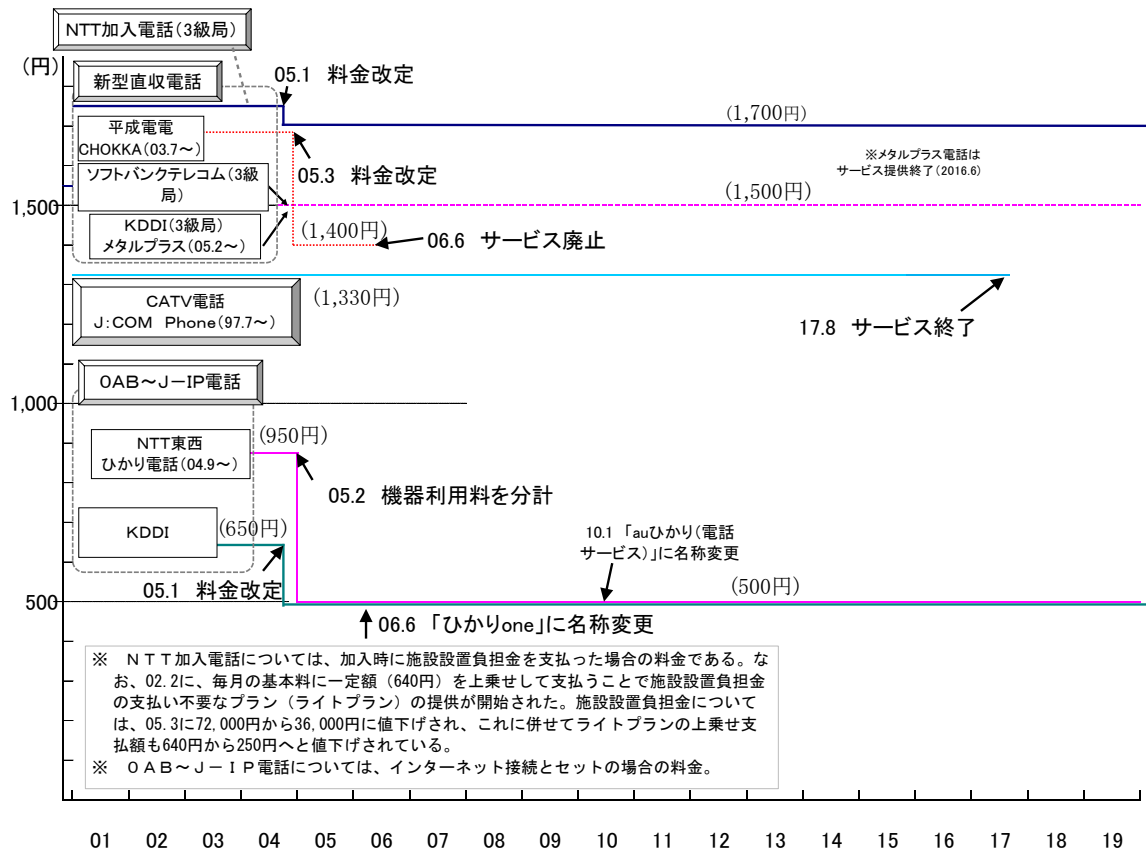 NTT加入電話(3級局)
(円)
新型直収電話
05.1 料金改定
(1,700円)
平成電電
CHOKKA(03.7～)
05.3 料金改定
※メタルプラス電話は
サービス提供終了(2016.6)
ソフトバンクテレコム(3級
局)
1,500
(1,500円)
KDDI(3級局)
メタルプラス(05.2～)
(1,400円)
06.6 サービス廃止
CATV電話
J:COM Phone(97.7～)
(1,330円)
17.8 サービス終了
0AB～J－IP電話
1,000
NTT東西
ひかり電話(04.9～)
(950円)
05.2 機器利用料を分計
KDDI
(650円)
10.1 「auひかり(電話
サービス)」に名称変更
05.1 料金改定
(500円)
500
06.6 「ひかりone」に名称変更
※ NTT加入電話については、加入時に施設設置負担金を支払った場合の料金である。な
お、02.2に、毎月の基本料に一定額（640円）を上乗せして支払うことで施設設置負担金
の支払い不要なプラン（ライトプラン）の提供が開始された。施設設置負担金について
は、05.3に72,000円から36,000円に値下げされ、これに併せてライトプランの上乗せ支
払額も640円から250円へと値下げされている。
※ 0AB～J－IP電話については、インターネット接続とセットの場合の料金。
01 02 03 04 05 06 07 08 09 10 11 12 13 14 15 16 17 18 19